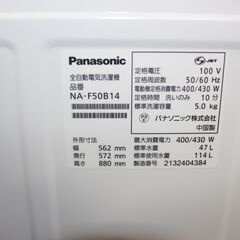 Panasonic
全自動電気洗濯機
品番
NA-F50B14
JET
定格電圧 100 V
定格周波数 50/60 Hz
電動機定格消費電力 400/430 W
定格時間 洗いのみ 10 分
標準洗濯容量 5.0 kg
パナソニック株式会社
中国製
外形寸法
幅 562 mm
奥行 572 mm
高さ 880 mm
最大消費電力 400/430 W
標準水量 47 L
標準使用水量 114 L
製造番号 2132404384